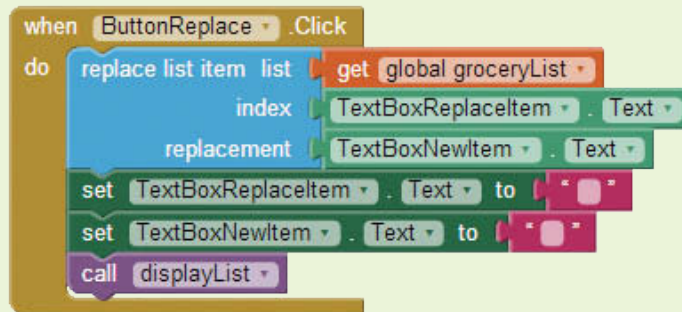 when ButtonReplace .Click
do replace list item list get global groceryList
index TextBoxReplaceItem . Text
replacement TextBoxNewItem . Text
set TextBoxReplaceItem . Text to " "
set TextBoxNewItem . Text to " "
call displayList